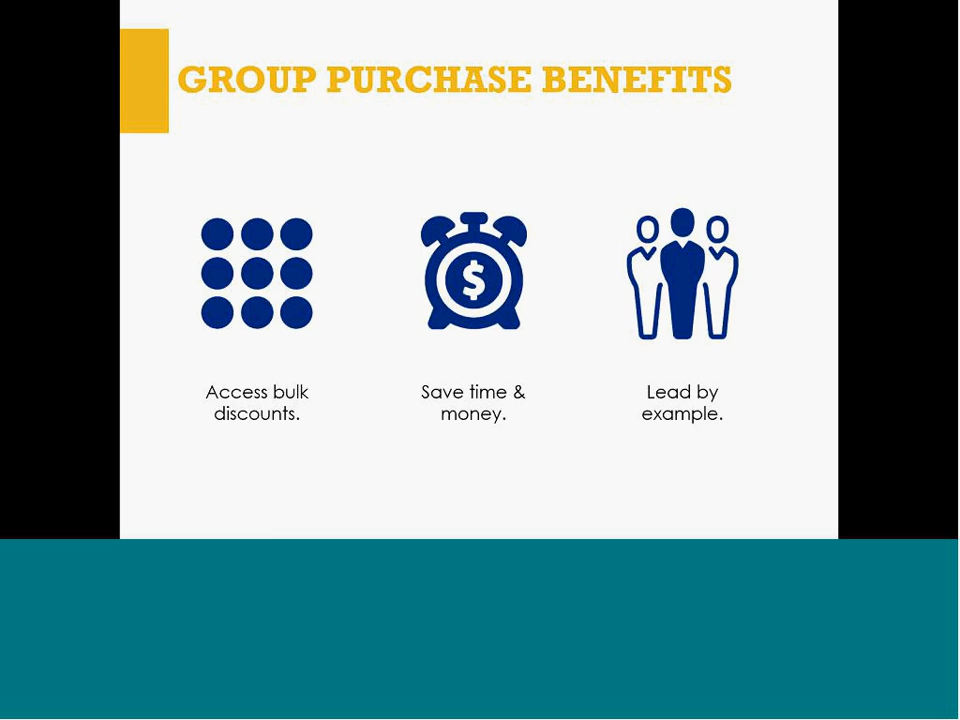 GROUP PURCHASE BENEFITS
$
Access bulk
discounts.
Save time &
money.
Lead by
example.